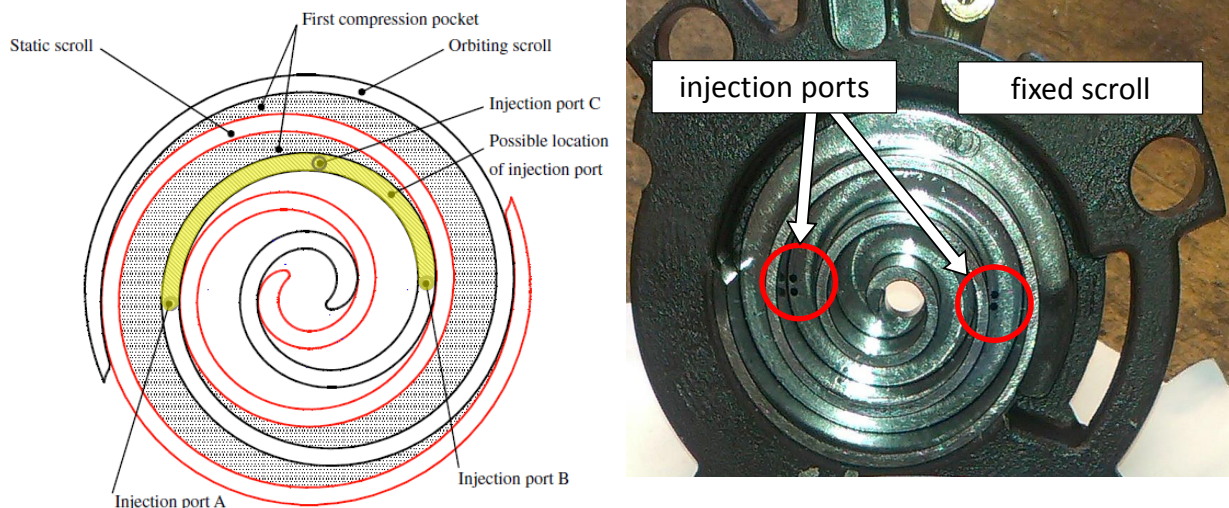 First compression pocket
Static scroll
Orbiting scroll
Injection port C
Possible location
of injection port
Injection port B
Injection port A
injection ports
fixed scroll